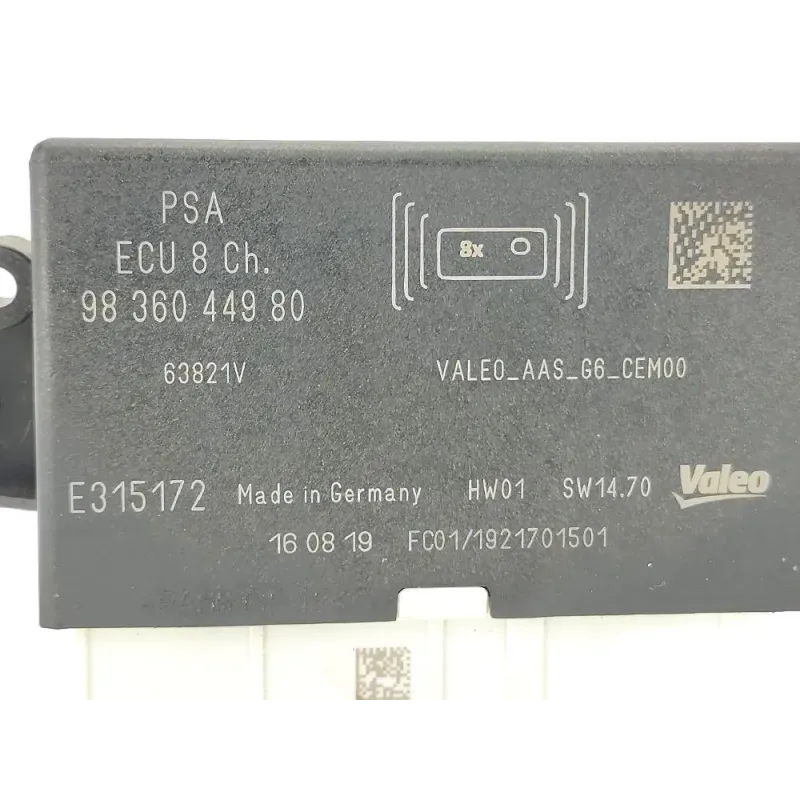 PSA
ECU 8 Ch.
98 360 449 80
63821V
8x
VALEO_AAS_G6_CEM00
E315172
Made in Germany
HW01
SW14.70
Valeo
16 08 19
FC01/1921701501